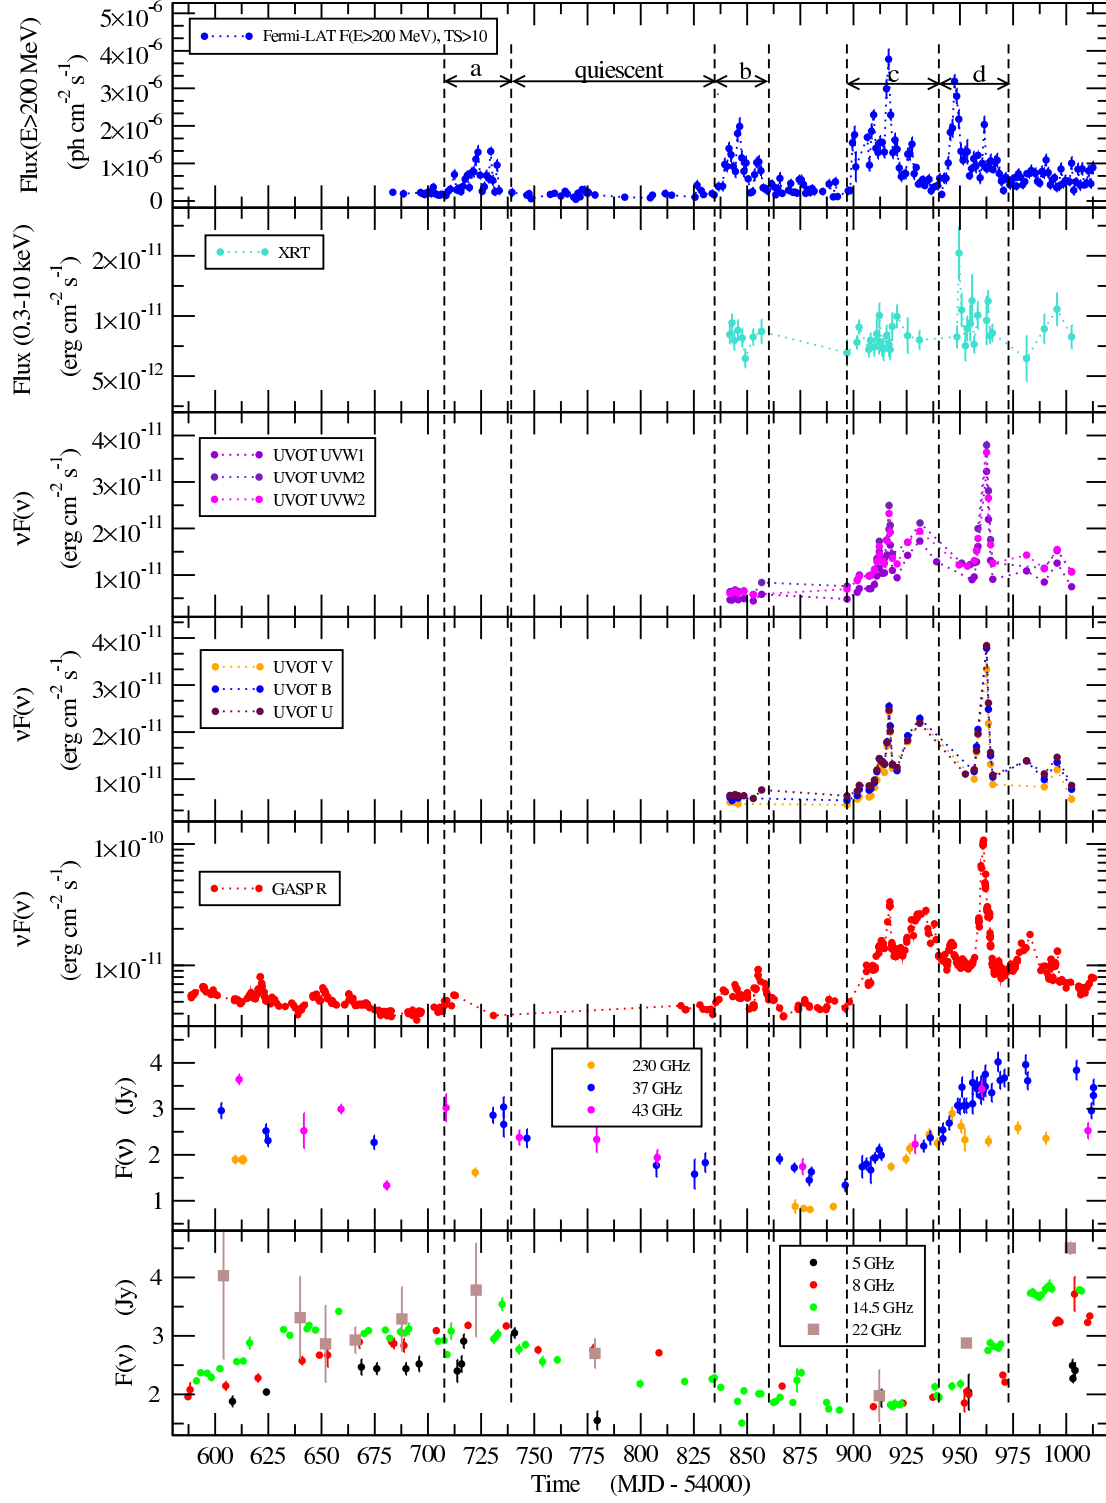 5×10⁻⁶
4×10⁻⁶
3×10⁻⁶
2×10⁻⁶
1×10⁻⁶
0
Flux(E>200 MeV)
(ph cm⁻² s⁻¹)
Fermi-LAT F(E>200 MeV), TS>10
a
quiescent
b
c
d
2×10⁻¹¹
1×10⁻¹¹
5×10⁻¹²
Flux (0.3-10 keV)
(erg cm⁻² s⁻¹)
XRT
4×10⁻¹¹
3×10⁻¹¹
2×10⁻¹¹
1×10⁻¹¹
νF(ν)
(erg cm⁻² s⁻¹)
UVOT UVW1
UVOT UVM2
UVOT UVW2
4×10⁻¹¹
3×10⁻¹¹
2×10⁻¹¹
1×10⁻¹¹
νF(ν)
(erg cm⁻² s⁻¹)
UVOT V
UVOT B
UVOT U
1×10⁻¹⁰
1×10⁻¹¹
νF(ν)
(erg cm⁻² s⁻¹)
GASP R
4
3
2
1
F(ν) (Jy)
230 GHz
37 GHz
43 GHz
4
3
2
F(ν) (Jy)
5 GHz
8 GHz
14.5 GHz
22 GHz
600 625 650 675 700 725 750 775 800 825 850 875 900 925 950 975 1000
Time (MJD - 54000)